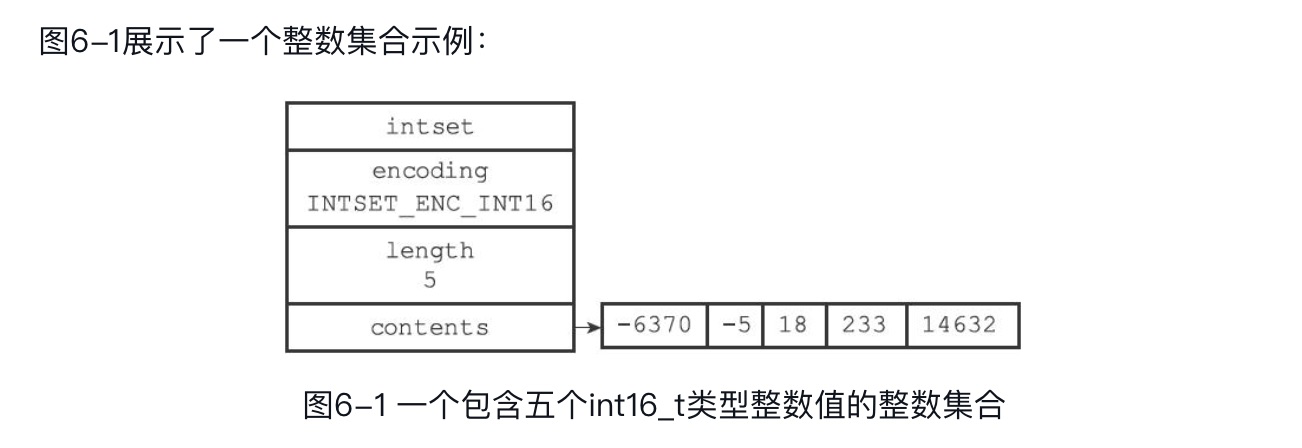 图6–1展示了一个整数集合示例：
intset
encoding
INTSET_ENC_INT16
length
5
contents
-6370 -5 18 233 14632
图6–1 一个包含五个int16_t类型整数值的整数集合